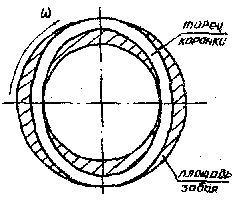 ω
торец
коронки
площадь
забоя